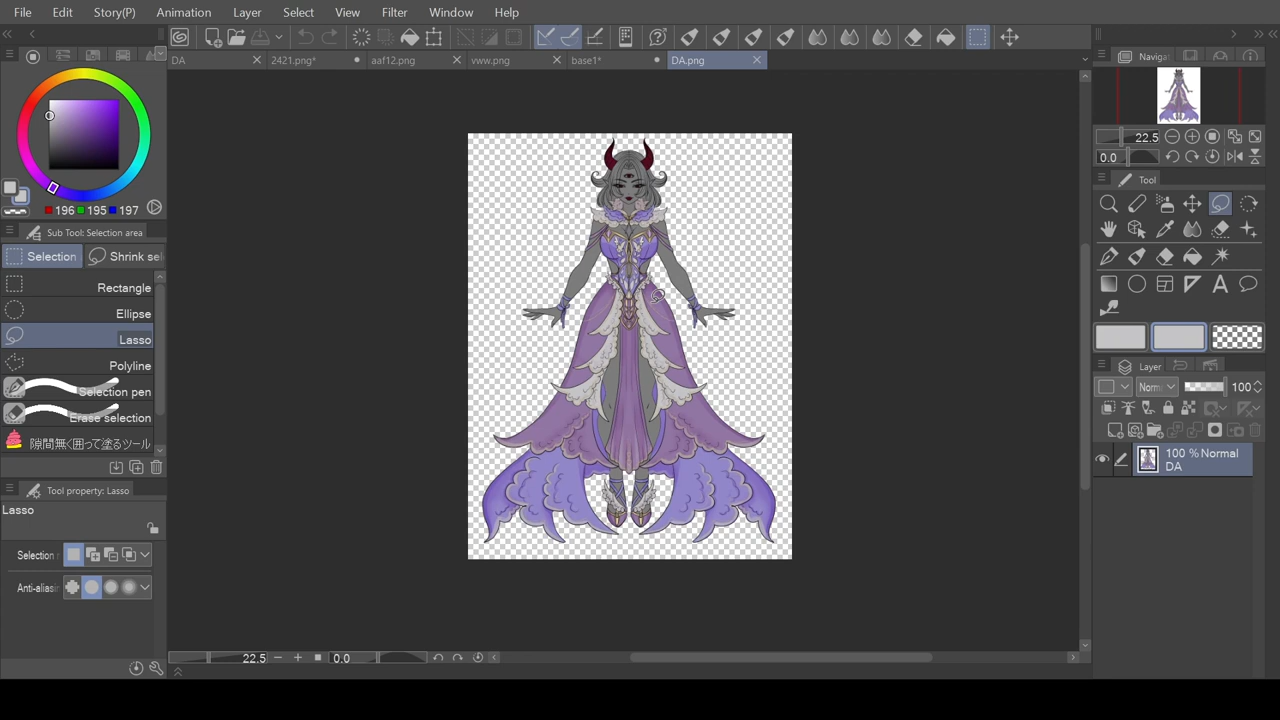 File Edit Story(P) Animation Layer Select View Filter Window Help
DA 2421.png* aaf12.png vww.png base1* DA.png
Navigat
22.5
0.0
196 195 197
Sub Tool: Selection area
Selection Shrink sel
Rectangle
Ellipse
Lasso
Polyline
Selection pen
Erase selection
隙間無く囲って塗るツール
Tool property: Lasso
Lasso
Selection
Anti-aliasin
22.5 0.0
Tool
Layer
Norm 100
100 % Normal
DA